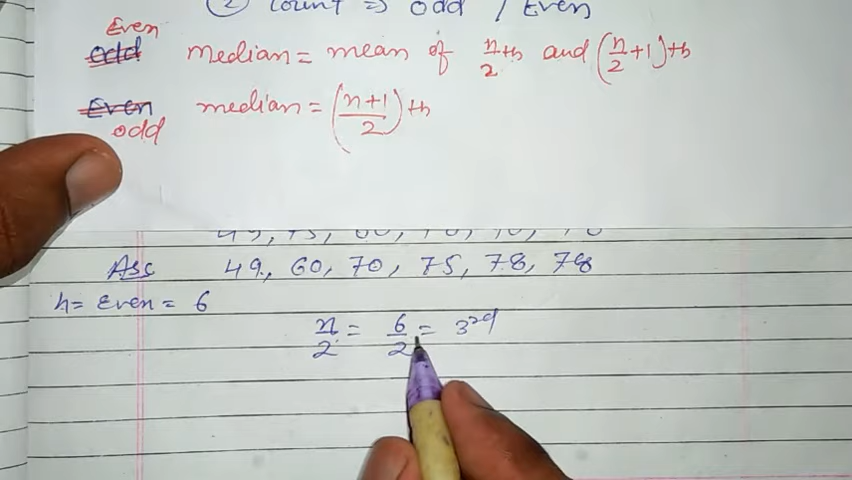 ② Count ⇒ odd / Even
Even
odd median = mean of n/2 th and (n/2 + 1) th
Even median = (n+1/2) th
odd
Asc 49, 60, 70, 75, 78, 78
n = Even = 6
n/2 = 6/2 = 3rd